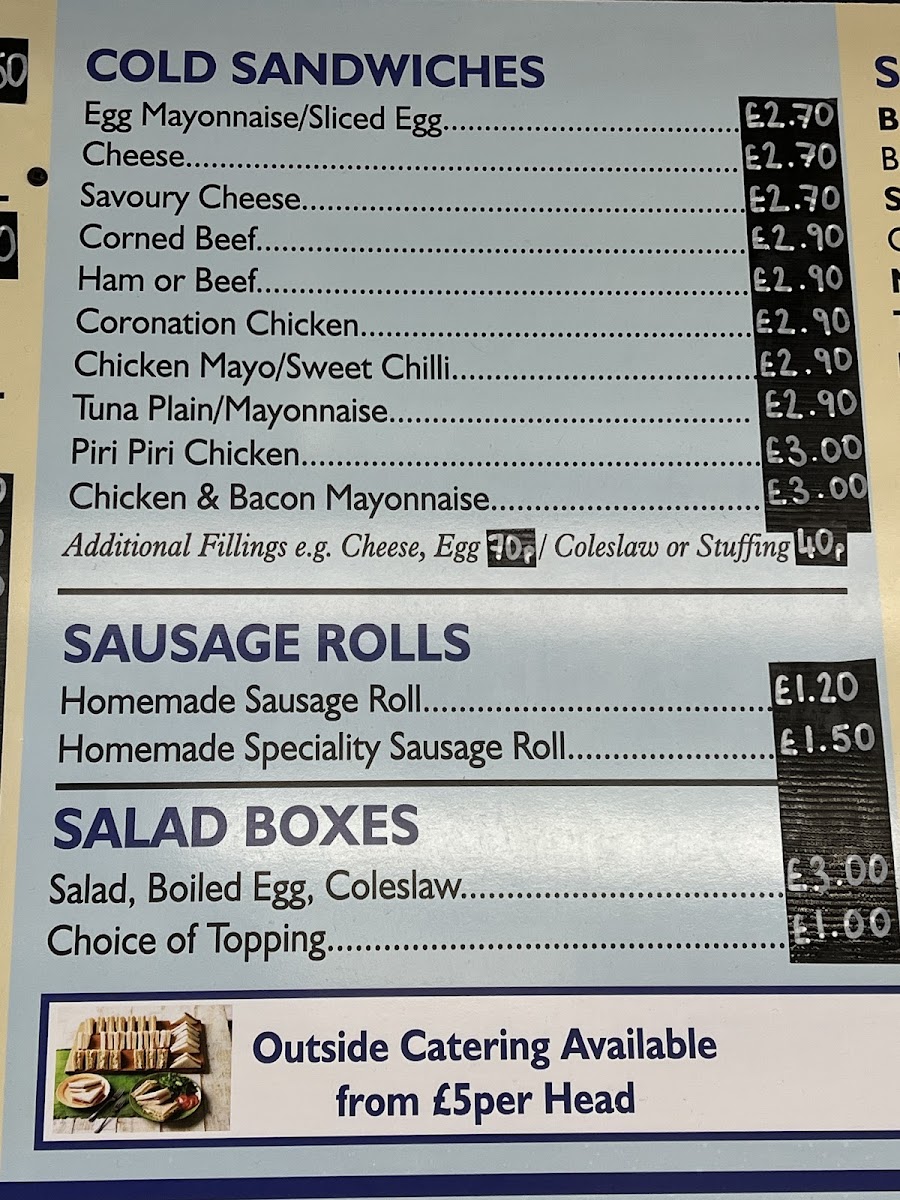 COLD SANDWICHES
Egg Mayonnaise/Sliced Egg................................ £2.70
Cheese................................ £2.70
Savoury Cheese................................ £2.70
Corned Beef................................ £2.90
Ham or Beef................................ £2.90
Coronation Chicken................................ £2.90
Chicken Mayo/Sweet Chilli................................ £2.90
Tuna Plain/Mayonnaise................................ £2.90
Piri Piri Chicken................................ £3.00
Chicken & Bacon Mayonnaise................................ £3.00
Additional Fillings e.g. Cheese, Egg 70p / Coleslaw or Stuffing 40p
SAUSAGE ROLLS
Homemade Sausage Roll................................ £1.20
Homemade Speciality Sausage Roll................................ £1.50
SALAD BOXES
Salad, Boiled Egg, Coleslaw................................ £3.00
Choice of Topping................................ £1.00
Outside Catering Available
from £5per Head